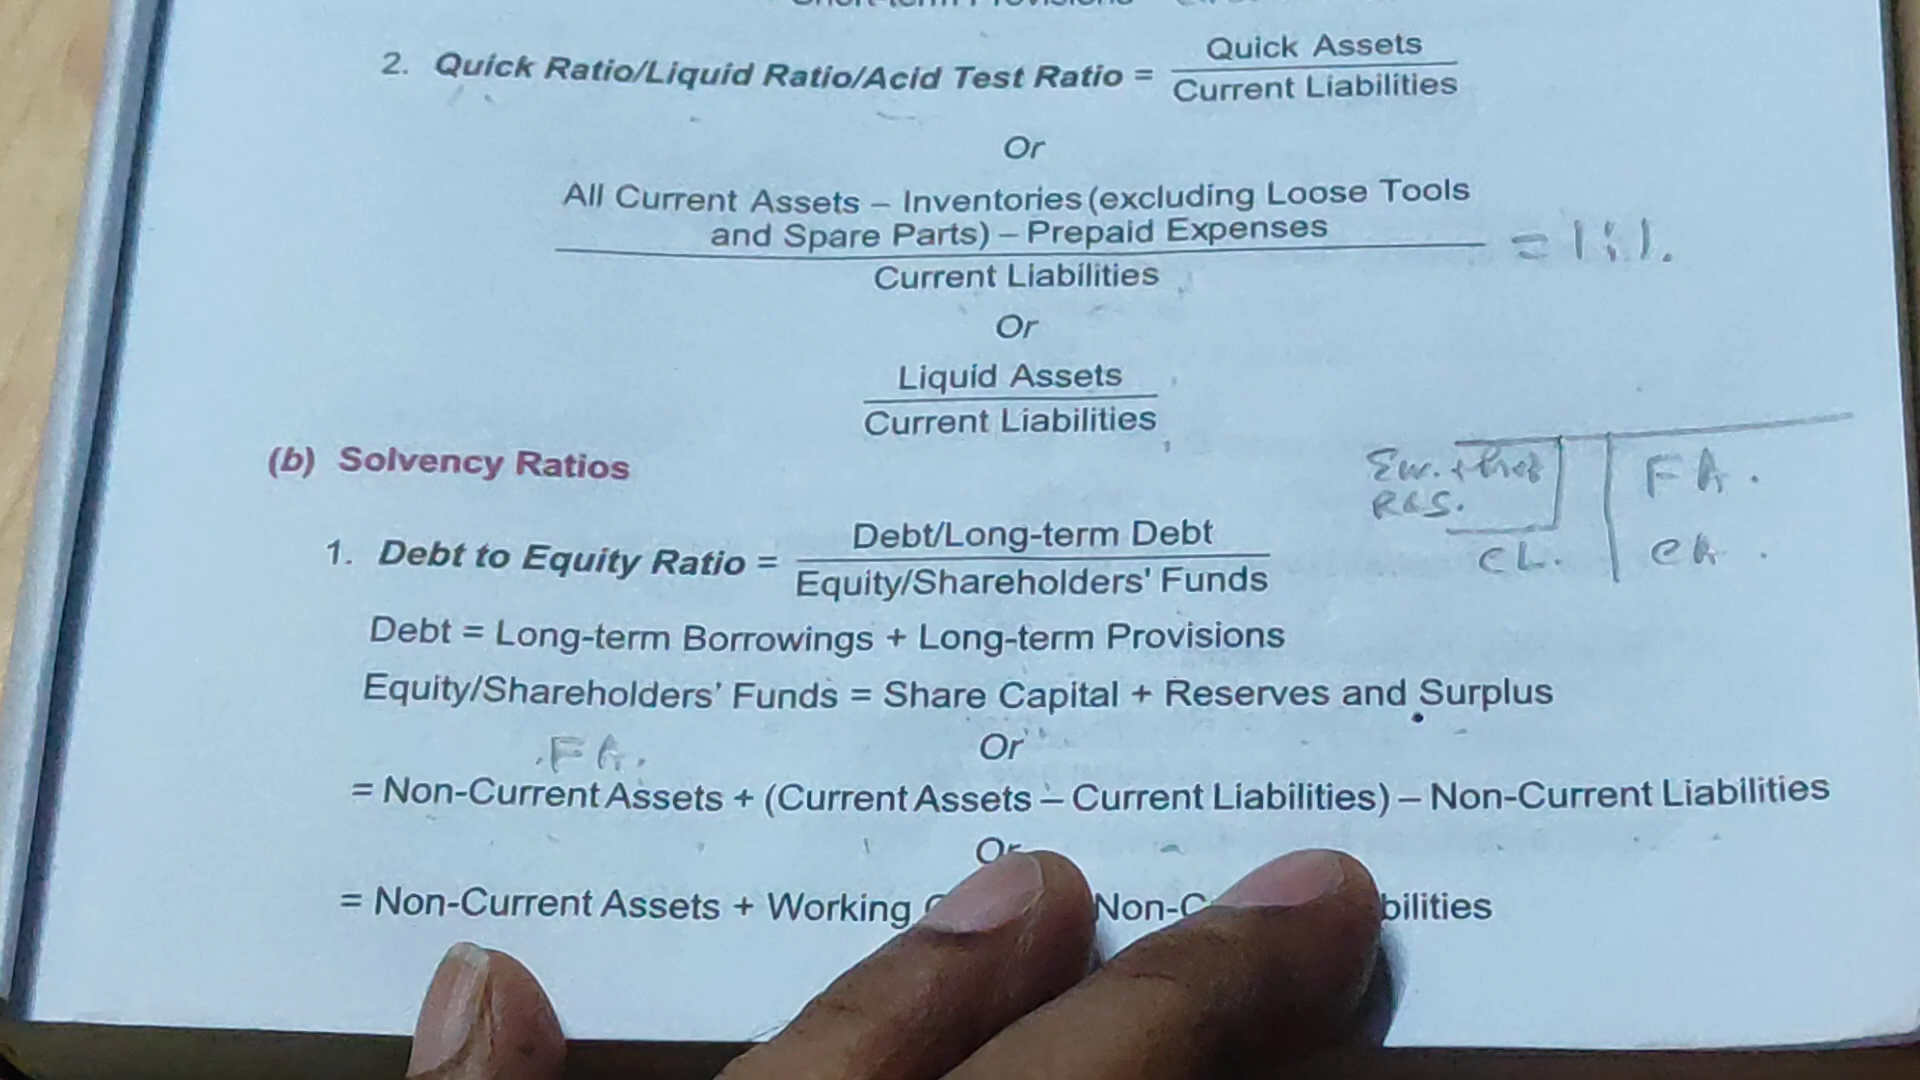 2. Quick Ratio/Liquid Ratio/Acid Test Ratio = Quick Assets
Current Liabilities
Or
All Current Assets – Inventories (excluding Loose Tools
and Spare Parts) – Prepaid Expenses
= 1:1.
Current Liabilities
Or
Liquid Assets
Current Liabilities
(b) Solvency Ratios
F A.
R&S.
CL.
1. Debt to Equity Ratio = Debt/Long-term Debt
Equity/Shareholders' Funds
Debt = Long-term Borrowings + Long-term Provisions
Equity/Shareholders' Funds = Share Capital + Reserves and Surplus
Or
F A.
= Non-Current Assets + (Current Assets – Current Liabilities) – Non-Current Liabilities
Or
= Non-Current Assets + Working Non-C bilities